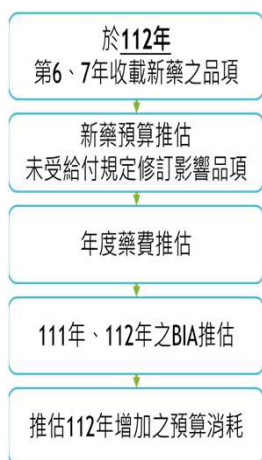 於112年
第6、7年收載新藥之品項
新藥預算推估
未受給付規定修訂影響品項
年度藥費推估
111年、112年之BIA推估
推估112年增加之預算消耗